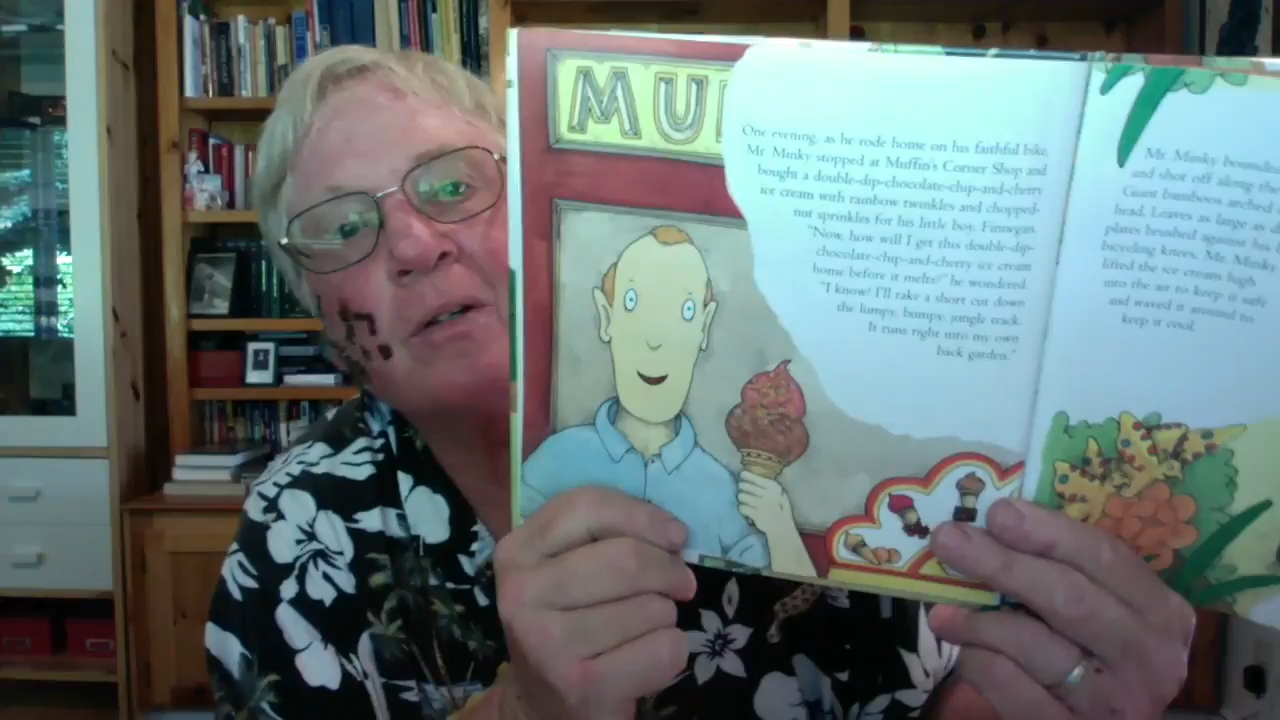 MU
One evening, as he rode home on his faithful bike,
Mr. Minky stopped at Muffin's Corner Shop and
bought a double-dip-chocolate-chip-and-cherry
ice cream with rainbow twinkles and chopped-
nut sprinkles for his little boy, Finnegan.
"Now, how will I get this double-dip-
chocolate-chip-and-cherry ice cream
home before it melts?" he wondered.
"I know! I'll take a short cut down
the lumpy, bumpy, jungle track.
It runs right into my own
back garden."
Mr. Minky bounded
and shot off along the
Giant bamboos arched
head. Leaves as large as
plates brushed against his
bicycling knees. Mr. Minky
lifted the ice cream high
into the air to keep it safe
and waved it around to
keep it cool.